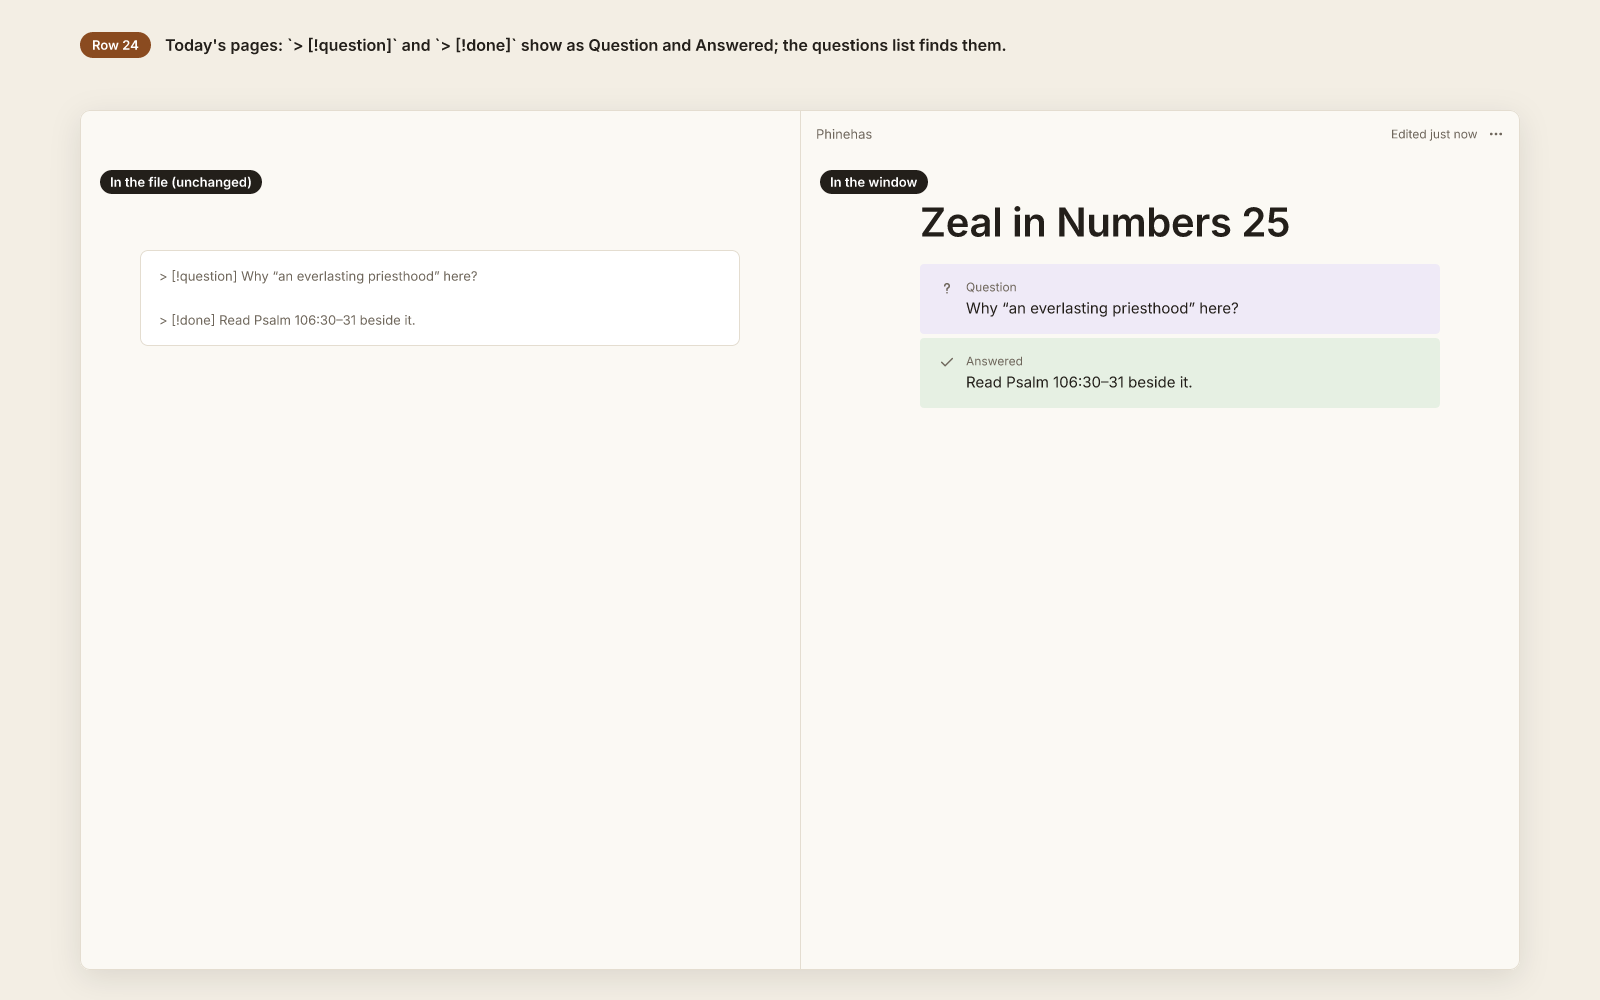 Row 24
Today's pages: `> [!question]` and `> [!done]` show as Question and Answered; the questions list finds them.
In the file (unchanged)
> [!question] Why “an everlasting priesthood” here?
> [!done] Read Psalm 106:30–31 beside it.
Phinehas
Edited just now
In the window
Zeal in Numbers 25
? Question
Why “an everlasting priesthood” here?
Answered
Read Psalm 106:30–31 beside it.